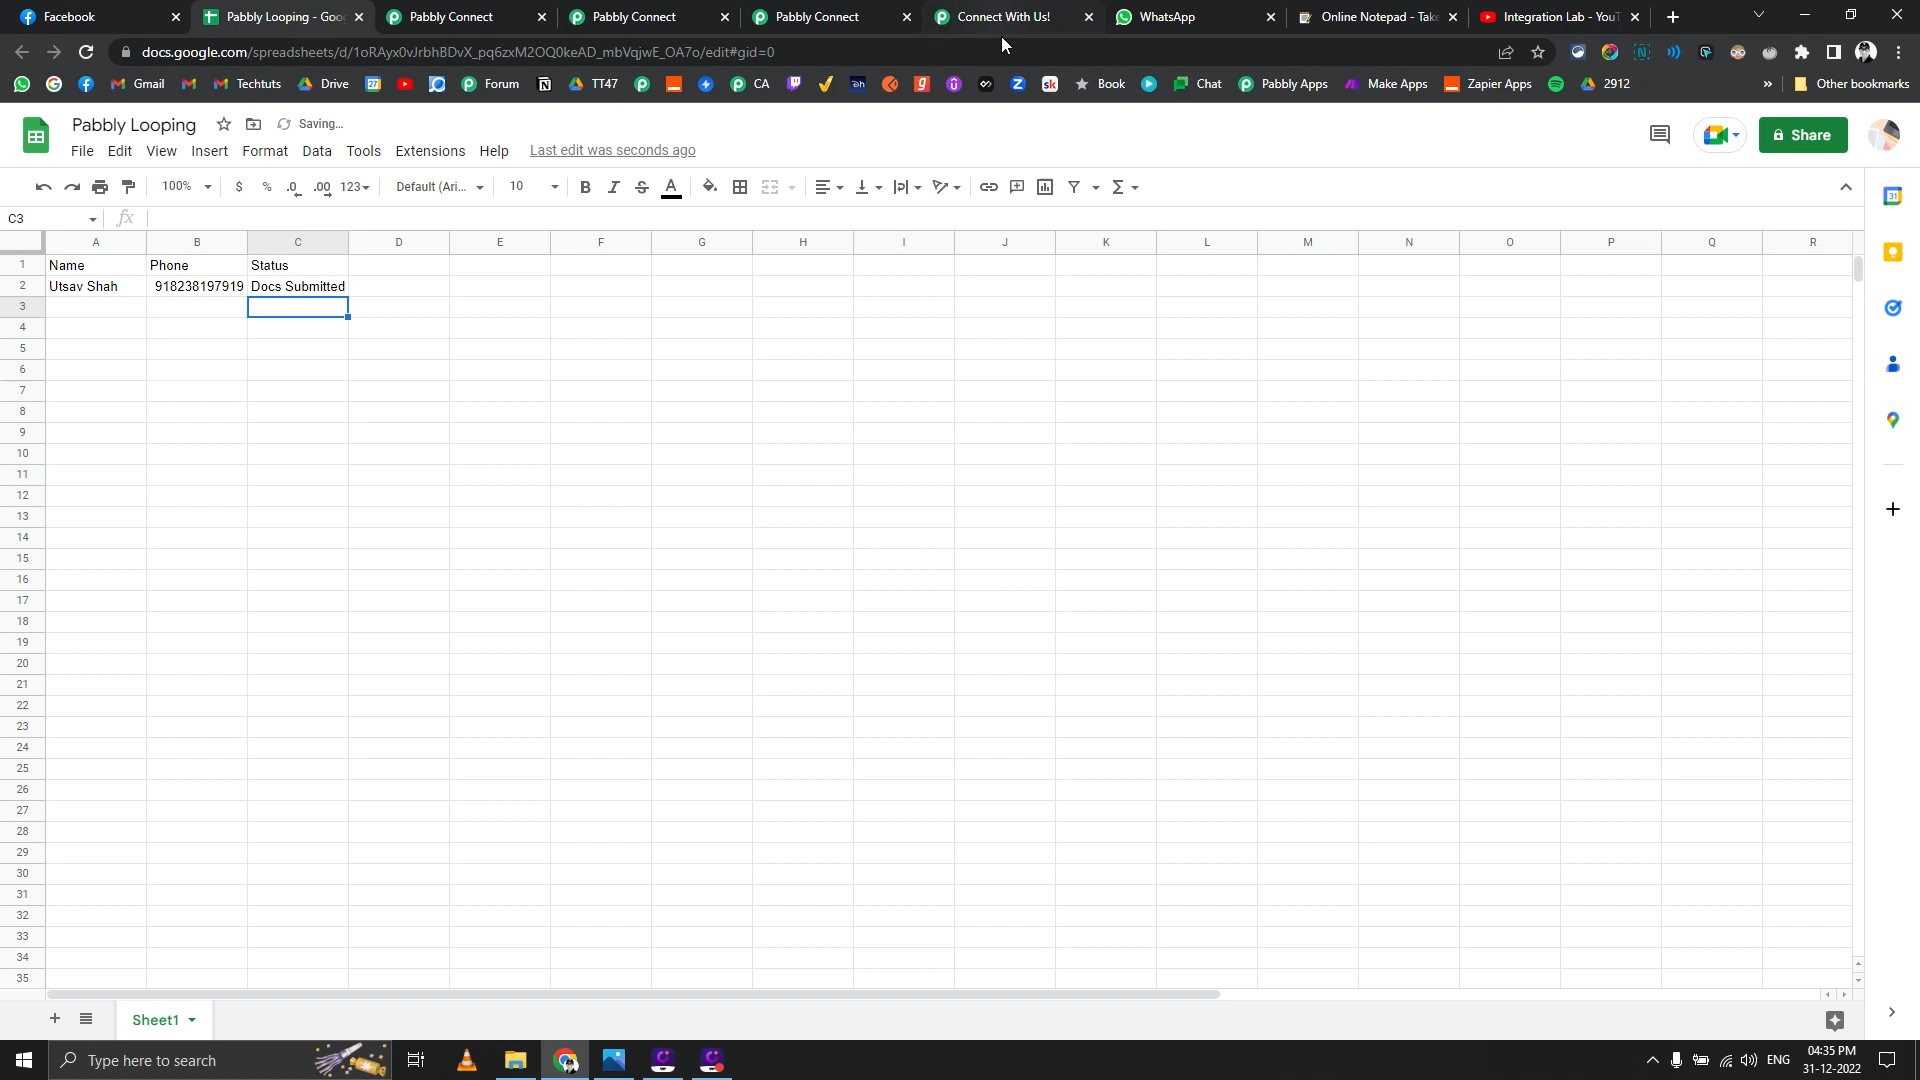 Facebook
Pabbly Looping - Goo
Pabbly Connect
Pabbly Connect
Pabbly Connect
Connect With Us!
WhatsApp
Online Notepad - Take
Integration Lab - YouT
docs.google.com/spreadsheets/d/1oRAyx0vJrbhBDvX_pq6zxM2OQ0keAD_mbVqjwE_OA7o/edit#gid=0
Gmail
Techtuts
Drive
Forum
TT47
CA
Book
Chat
Pabbly Apps
Make Apps
Zapier Apps
2912
Other bookmarks
Pabbly Looping
Saving...
Share
File Edit View Insert Format Data Tools Extensions Help Last edit was seconds ago
100% $ % .0 .00 123 Default (Ari... 10 B I S A
C3 fx
A B C D E F G H I J K L M N O P Q R
1 Name Phone Status
2 Utsav Shah 918238197919 Docs Submitted
3
4
5
6
7
8
9
10
11
12
13
14
15
16
17
18
19
20
21
22
23
24
25
26
27
28
29
30
31
32
33
34
35
Sheet1
Type here to search
ENG
04:35 PM
31-12-2022